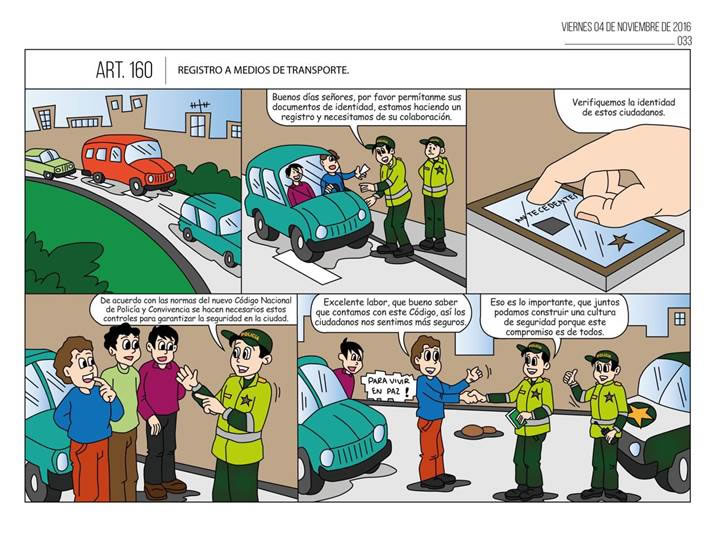 VIERNES 04 DE NOVIEMBRE DE 2016
033
ART. 160
REGISTRO A MEDIOS DE TRANSPORTE.
Buenos días señores, por favor permítanme sus
documentos de identidad, estamos haciendo un
registro y necesitamos de su colaboración.
Verifiquemos la identidad
de estos ciudadanos.
ANTECEDENTES
De acuerdo con las normas del nuevo Código Nacional
de Policía y Convivencia se hacen necesarios estos
controles para garantizar la seguridad en la ciudad.
POLICÍA
Excelente labor, que bueno saber
que contamos con este Código, así los
ciudadanos nos sentimos más seguros.
PARA VIVIR
EN PAZ !
Eso es lo importante, que juntos
podamos construir una cultura
de seguridad porque este
compromiso es de todos.
POLICÍA